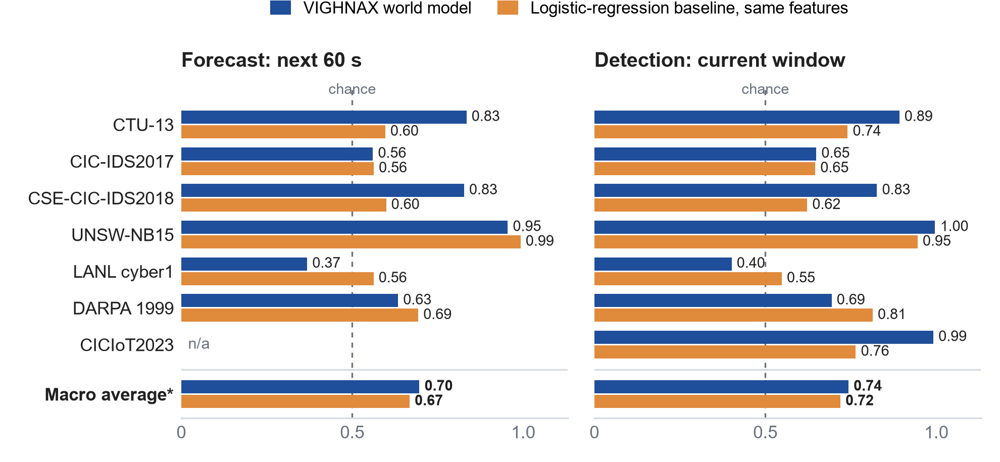 VIGHNAX world model
Logistic-regression baseline, same features
Forecast: next 60 s
Detection: current window
chance
chance
CTU-13
0.83
0.60
0.89
0.74
CIC-IDS2017
0.56
0.56
0.65
0.65
CSE-CIC-IDS2018
0.83
0.60
0.83
0.62
UNSW-NB15
0.95
0.99
1.00
0.95
LANL cyber1
0.37
0.56
0.40
0.55
DARPA 1999
0.63
0.69
0.69
0.81
CICIoT2023
n/a
0.99
0.76
Macro average*
0.70
0.67
0.74
0.72
0 0.5 1.0
0 0.5 1.0